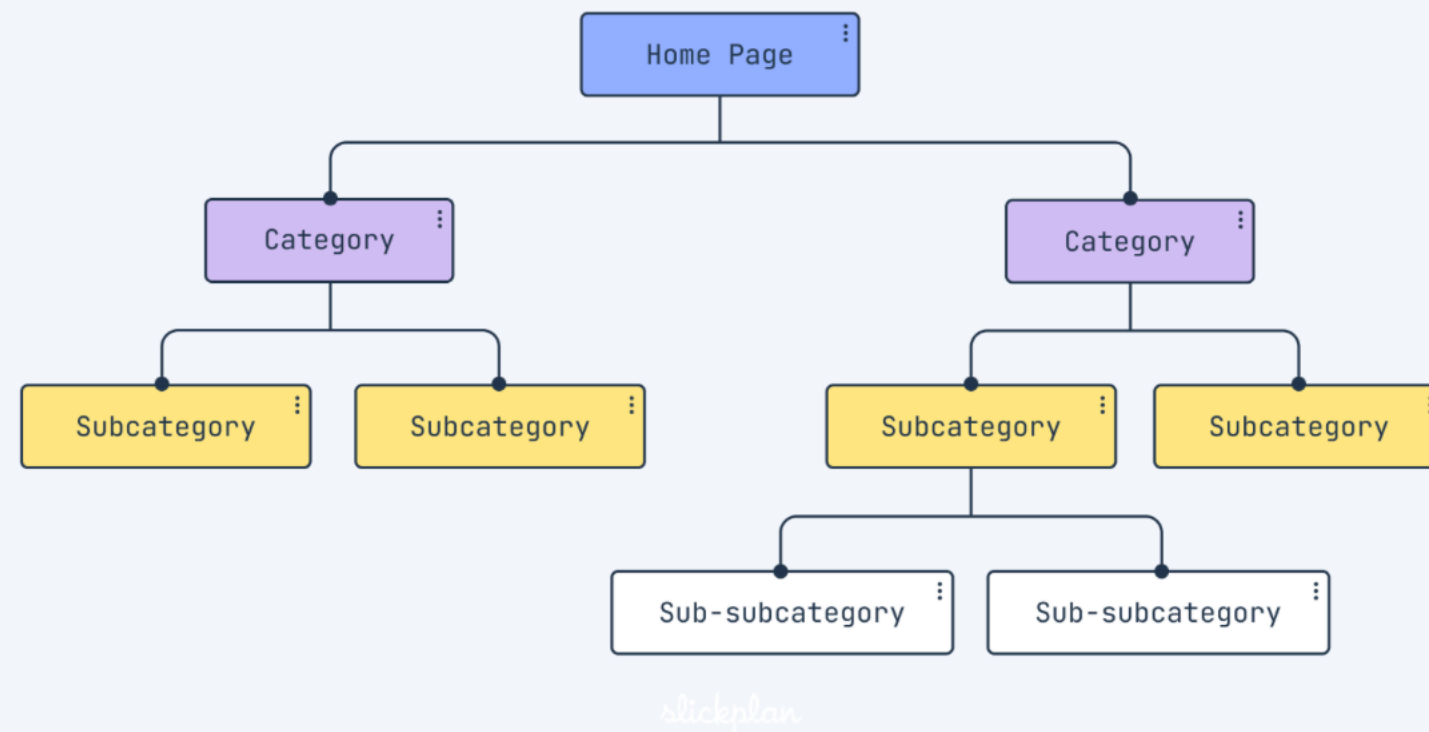 Home Page
Category
Category
Subcategory
Subcategory
Subcategory
Subcategory
Sub-subcategory
Sub-subcategory
slickplan